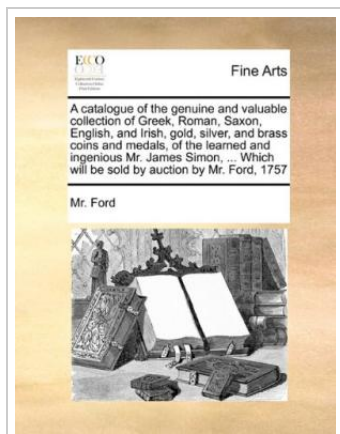 ECCO
Fine Arts
A catalogue of the genuine and valuable
collection of Greek, Roman, Saxon,
English, and Irish, gold, silver, and brass
coins and medals, of the learned and
ingenious Mr. James Simon, ... Which
will be sold by auction by Mr. Ford, 1757
Mr. Ford